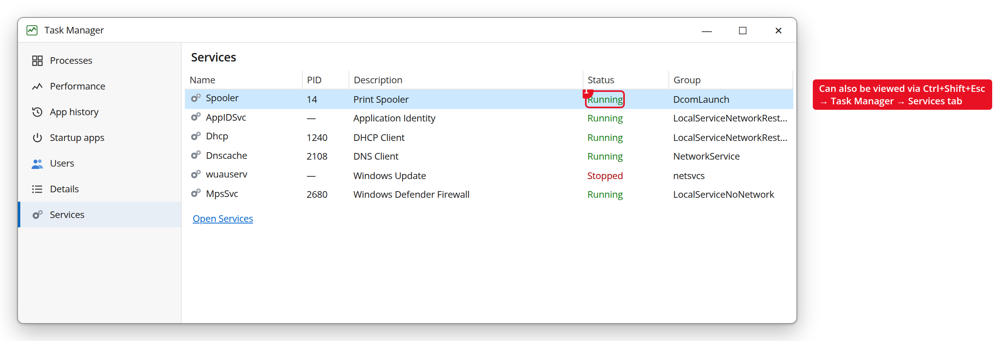 Task Manager
Processes
Performance
App history
Startup apps
Users
Details
Services
Services
Name PID Description Status Group
1
Spooler 14 Print Spooler Running DcomLaunch
AppIDSvc — Application Identity Running LocalServiceNetworkRest...
Dhcp 1240 DHCP Client Running LocalServiceNetworkRest...
Dnscache 2108 DNS Client Running NetworkService
wuauserv — Windows Update Stopped netsvcs
MpsSvc 2680 Windows Defender Firewall Running LocalServiceNoNetwork
Open Services
Can also be viewed via Ctrl+Shift+Esc
→ Task Manager → Services tab